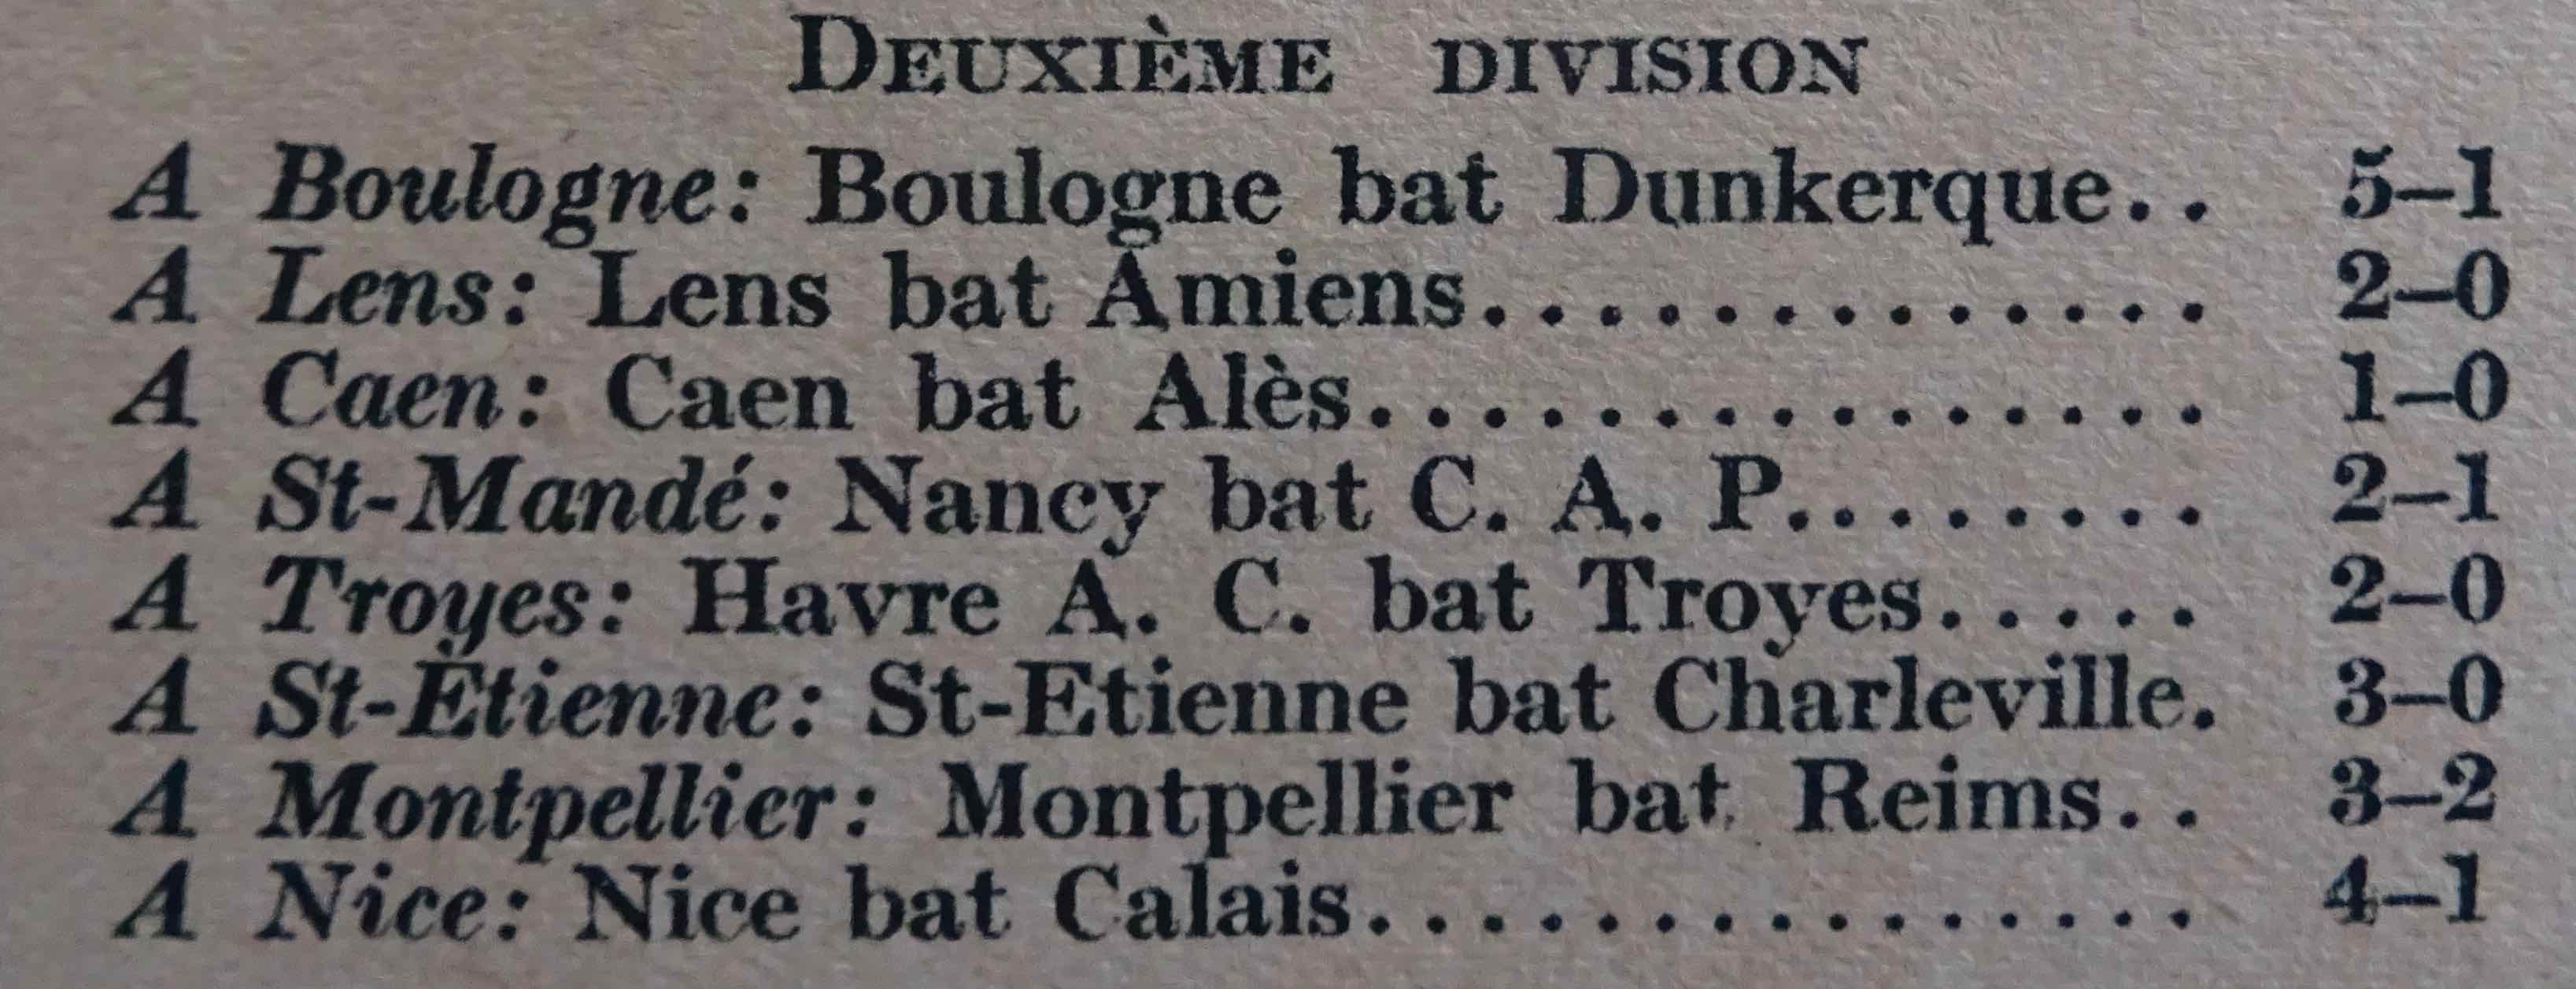 DEUXIÈME DIVISION
A Boulogne: Boulogne bat Dunkerque.. 5–1
A Lens: Lens bat Amiens.............. 2–0
A Caen: Caen bat Alès............... 1–0
A St-Mandé: Nancy bat C. A. P........ 2–1
A Troyes: Havre A. C. bat Troyes..... 2–0
A St-Etienne: St-Etienne bat Charleville. 3–0
A Montpellier: Montpellier bat Reims.. 3–2
A Nice: Nice bat Calais............... 4–1